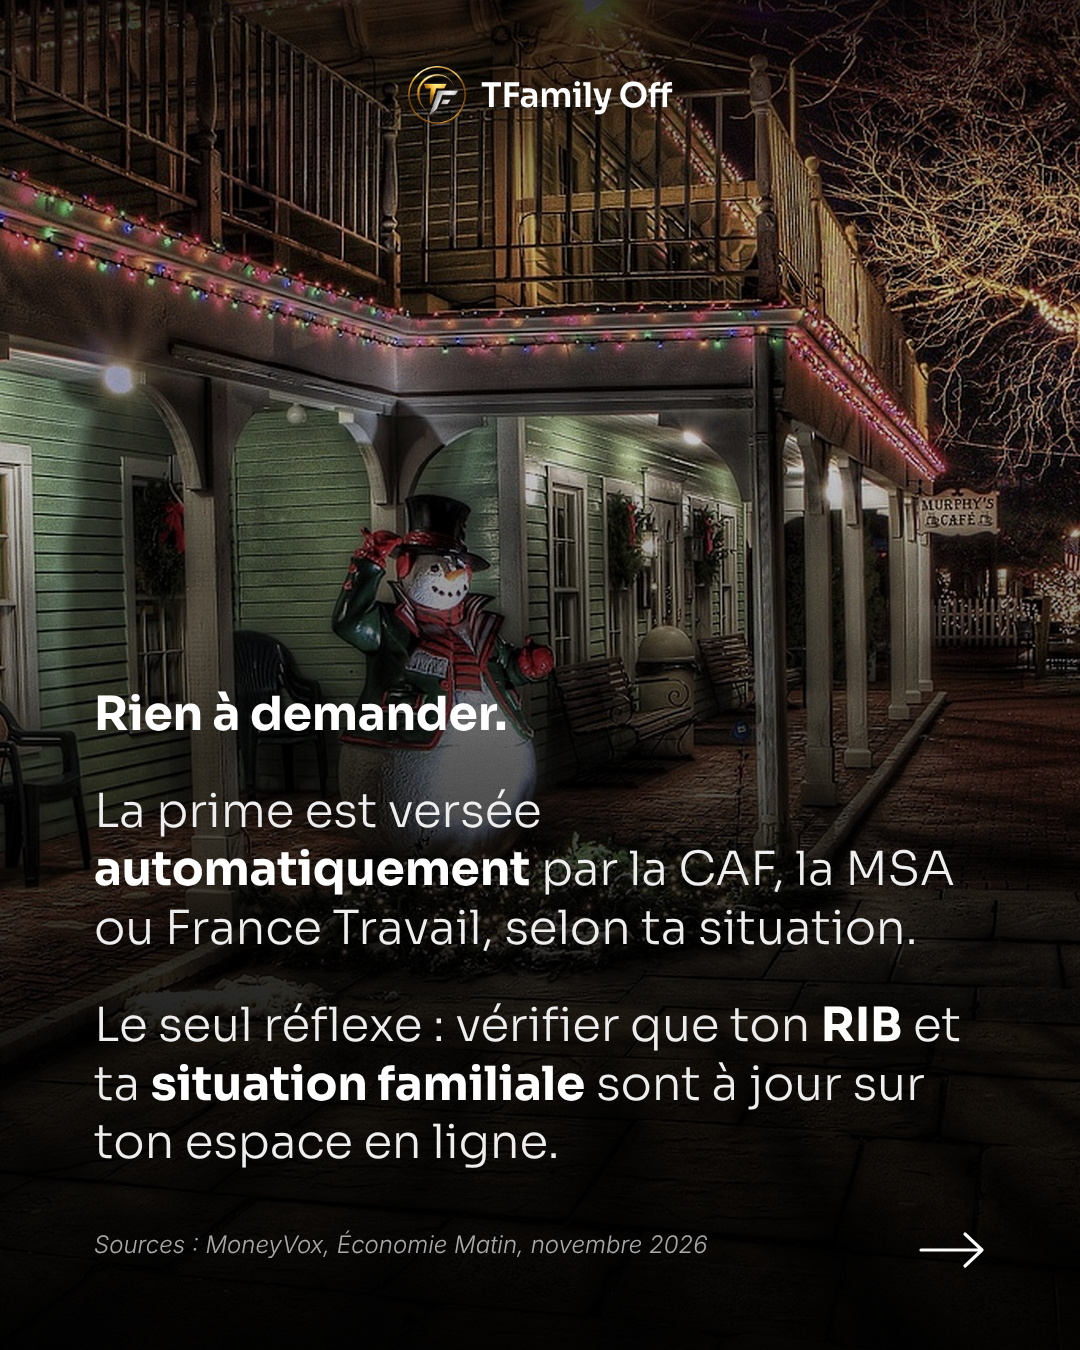 TFamily Off
MURPHY'S
CAFÉ
Rien à demander.
La prime est versée
automatiquement par la CAF, la MSA
ou France Travail, selon ta situation.
Le seul réflexe : vérifier que ton RIB et
ta situation familiale sont à jour sur
ton espace en ligne.
Sources : MoneyVox, Économie Matin, novembre 2026